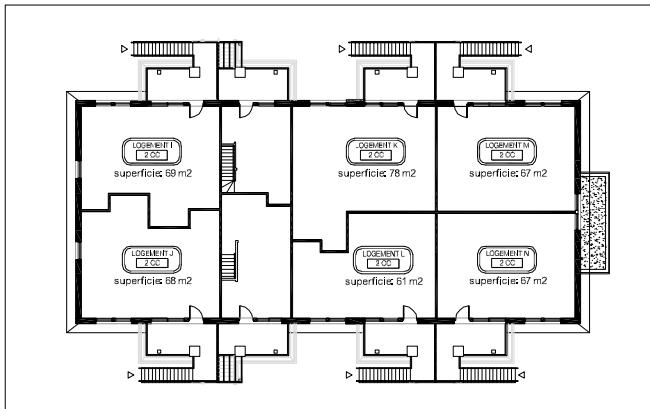 LOGEMENT I
2 CC
superficie: 69 m2
LOGEMENT K
2 CC
superficie: 78 m2
LOGEMENT M
2 CC
superficie: 67 m2
LOGEMENT J
2 CC
superficie: 68 m2
LOGEMENT L
2 CC
superficie: 61 m2
LOGEMENT N
2 CC
superficie: 67 m2